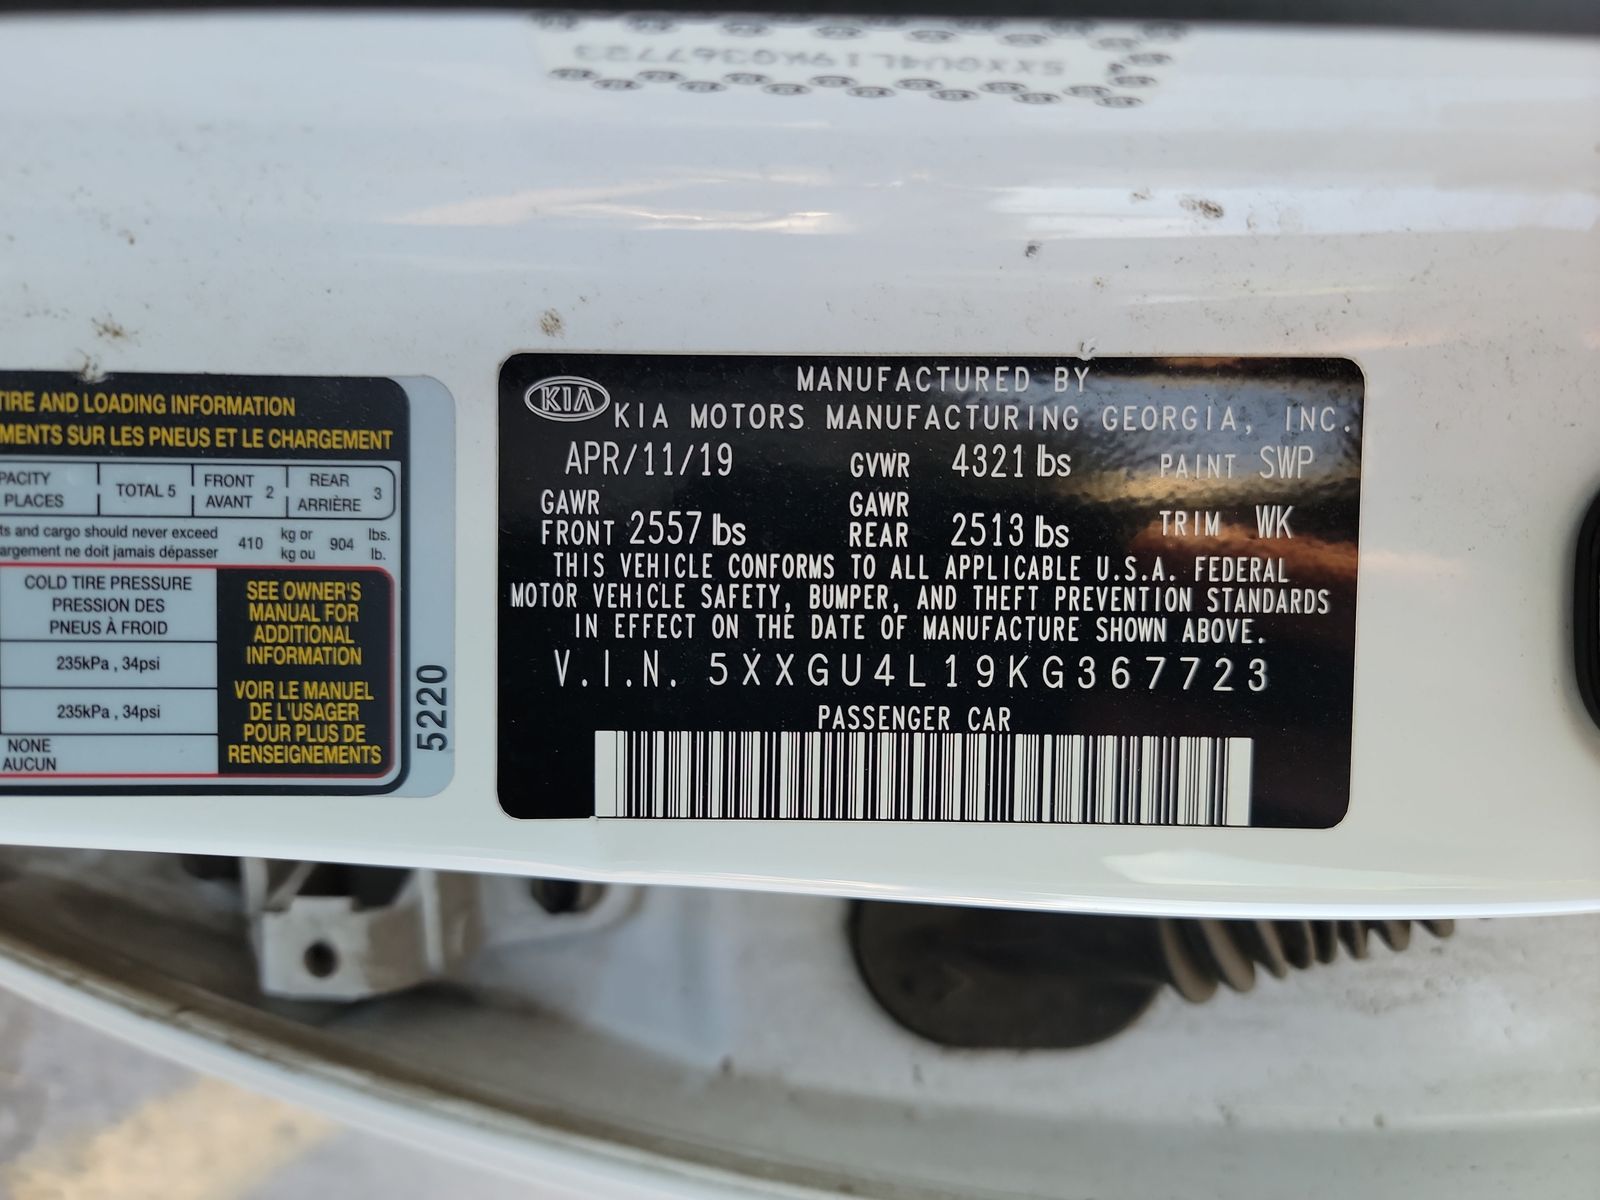 5XXGU4L19KG367723
TIRE AND LOADING INFORMATION
MENTS SUR LES PNEUS ET LE CHARGEMENT
PACITY
PLACES
TOTAL 5
FRONT
AVANT
2
REAR
ARRIÈRE
3
ts and cargo should never exceed
argement ne doit jamais dépasser
410
kg or
kg ou
904
lbs.
lb.
COLD TIRE PRESSURE
PRESSION DES
PNEUS À FROID
235kPa , 34psi
235kPa , 34psi
NONE
AUCUN
SEE OWNER'S
MANUAL FOR
ADDITIONAL
INFORMATION
VOIR LE MANUEL
DE L'USAGER
POUR PLUS DE
RENSEIGNEMENTS
5220
KIA
MANUFACTURED BY
KIA MOTORS MANUFACTURING GEORGIA, INC.
APR/11/19 GVWR 4321 lbs PAINT SWP
GAWR FRONT 2557 lbs GAWR REAR 2513 lbs TRIM WK
THIS VEHICLE CONFORMS TO ALL APPLICABLE U.S.A. FEDERAL
MOTOR VEHICLE SAFETY, BUMPER, AND THEFT PREVENTION STANDARDS
IN EFFECT ON THE DATE OF MANUFACTURE SHOWN ABOVE.
V.I.N. 5XXGU4L19KG367723
PASSENGER CAR